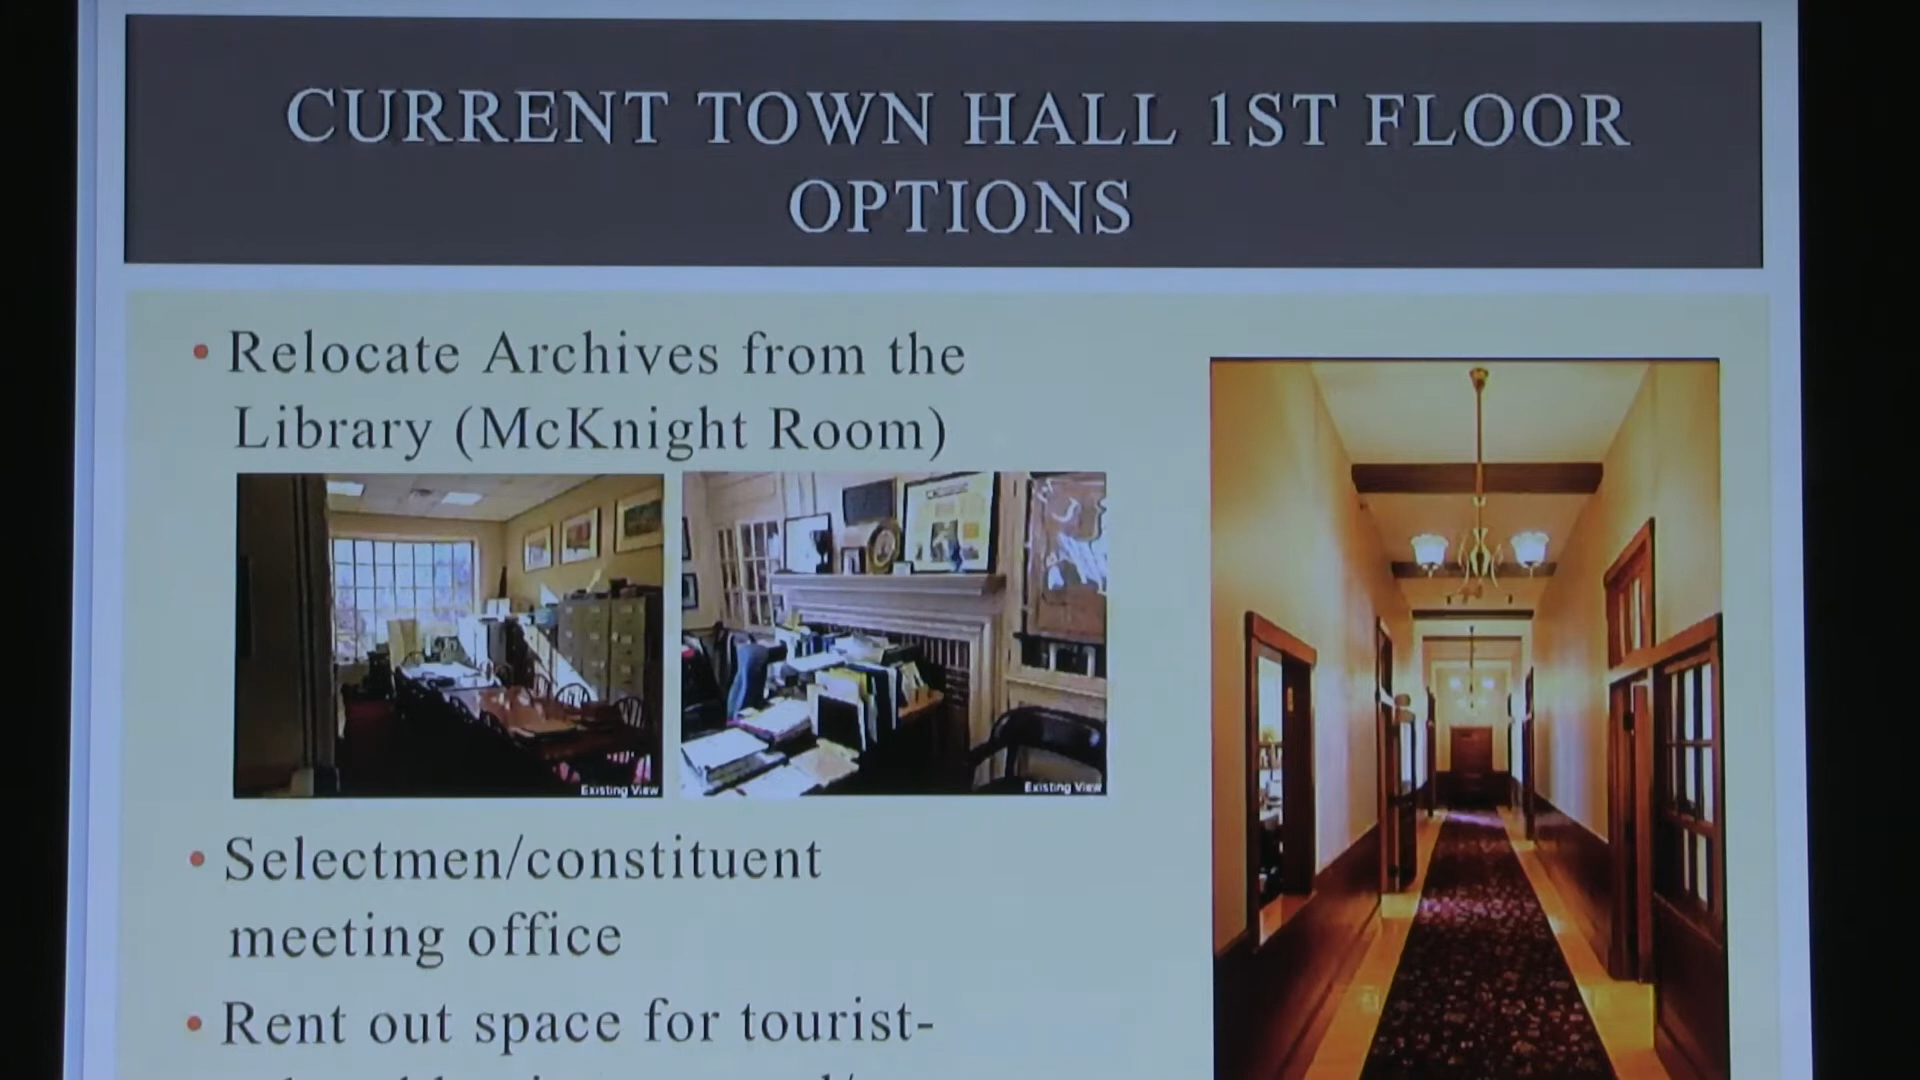 CURRENT TOWN HALL 1ST FLOOR
OPTIONS
• Relocate Archives from the
Library (McKnight Room)
Existing View
Existing View
• Selectmen/constituent
meeting office
• Rent out space for tourist-